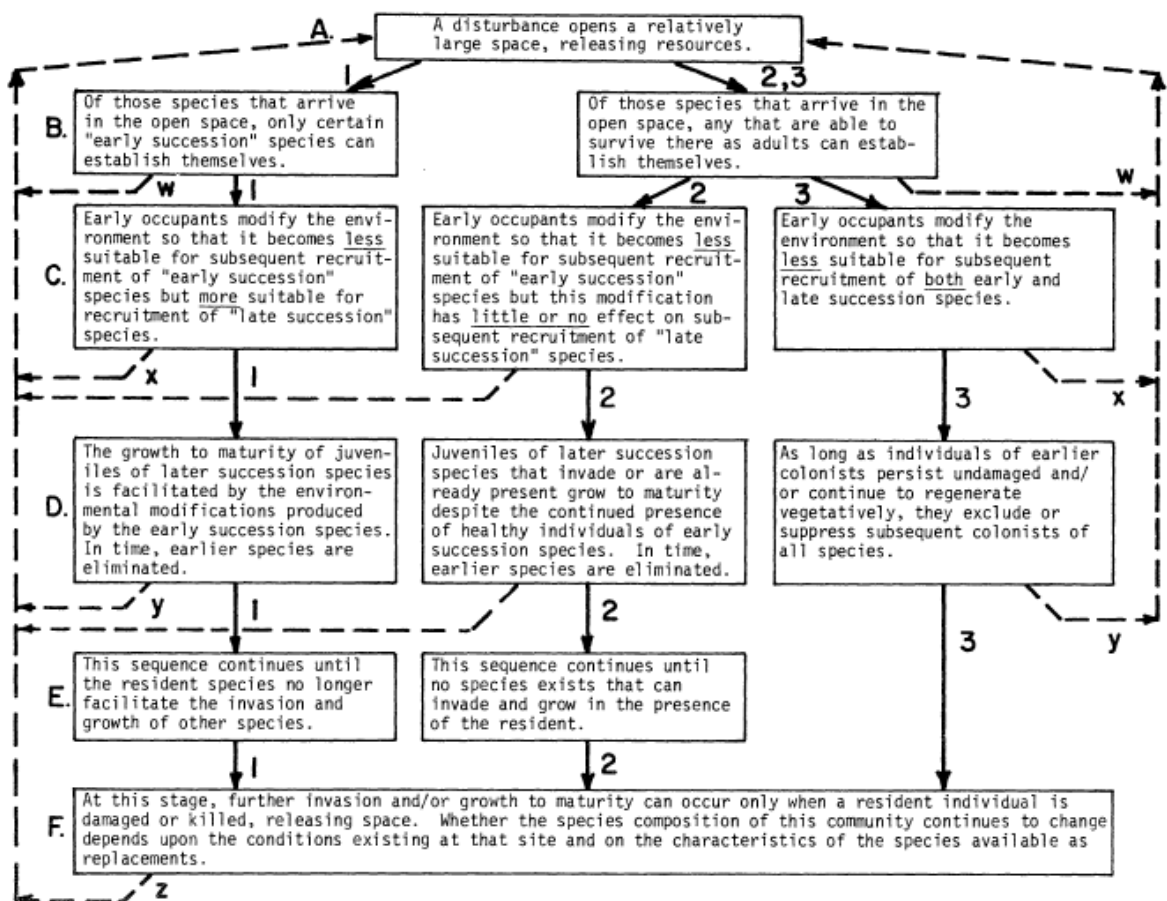 A.
A disturbance opens a relatively
large space, releasing resources.
1
2,3
B.
Of those species that arrive
in the open space, only certain
"early succession" species can
establish themselves.
Of those species that arrive in the
open space, any that are able to
survive there as adults can estab-
lish themselves.
w
1
2
3
w
C.
Early occupants modify the envi-
ronment so that it becomes less
suitable for subsequent recruit-
ment of "early succession"
species but more suitable for
recruitment of "late succession"
species.
Early occupants modify the envi-
ronment so that it becomes less
suitable for subsequent recruit-
ment of "early succession"
species but this modification
has little or no effect on sub-
sequent recruitment of "late
succession" species.
Early occupants modify the
environment so that it becomes
less suitable for subsequent
recruitment of both early and
late succession species.
x
1
2
3
x
D.
The growth to maturity of juve-
niles of later succession species
is facilitated by the environ-
mental modifications produced
by the early succession species.
In time, earlier species are
eliminated.
Juveniles of later succession
species that invade or are al-
ready present grow to maturity
despite the continued presence
of healthy individuals of early
succession species. In time,
earlier species are eliminated.
As long as individuals of earlier
colonists persist undamaged and/
or continue to regenerate
vegetatively, they exclude or
suppress subsequent colonists of
all species.
y
1
2
3
y
E.
This sequence continues until
the resident species no longer
facilitate the invasion and
growth of other species.
This sequence continues until
no species exists that can
invade and grow in the presence
of the resident.
1
2
F.
At this stage, further invasion and/or growth to maturity can occur only when a resident individual is
damaged or killed, releasing space. Whether the species composition of this community continues to change
depends upon the conditions existing at that site and on the characteristics of the species available as
replacements.
z